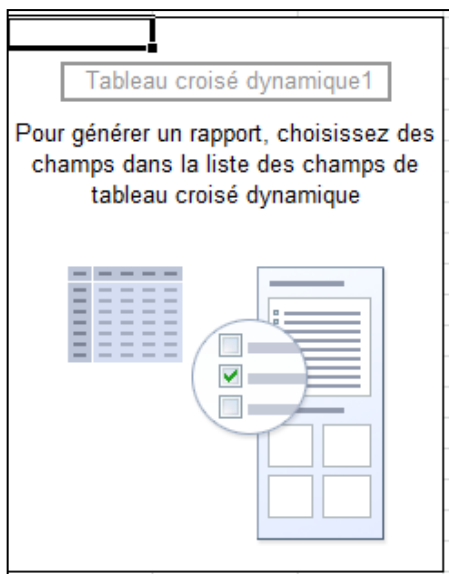 Tableau croisé dynamique1
Pour générer un rapport, choisissez des
champs dans la liste des champs de
tableau croisé dynamique